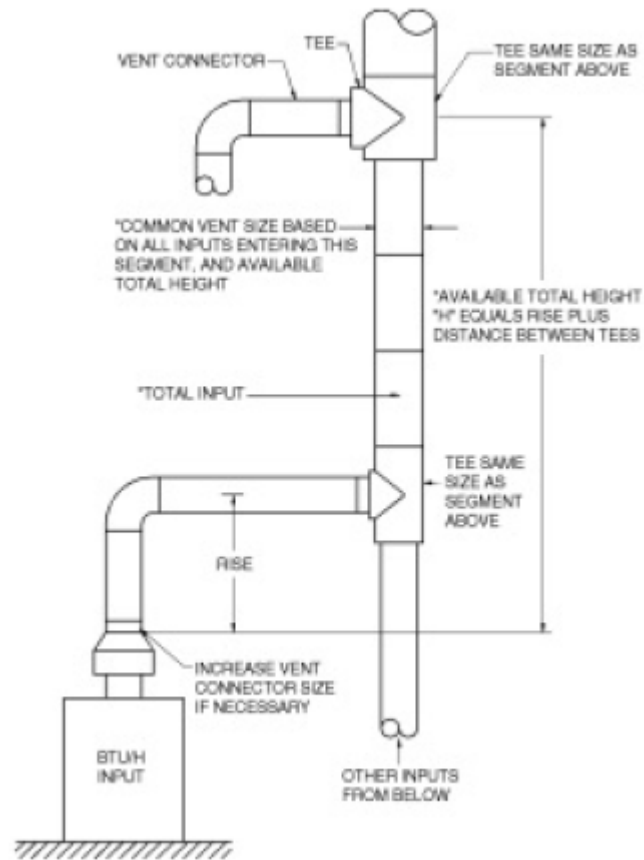 VENT CONNECTOR
TEE
TEE SAME SIZE AS
SEGMENT ABOVE
*COMMON VENT SIZE BASED
ON ALL INPUTS ENTERING THIS
SEGMENT, AND AVAILABLE
TOTAL HEIGHT
*AVAILABLE TOTAL HEIGHT
"H" EQUALS RISE PLUS
DISTANCE BETWEEN TEES
*TOTAL INPUT
TEE SAME
SIZE AS
SEGMENT
ABOVE
RISE
INCREASE VENT
CONNECTOR SIZE
IF NECESSARY
BTU/H
INPUT
OTHER INPUTS
FROM BELOW